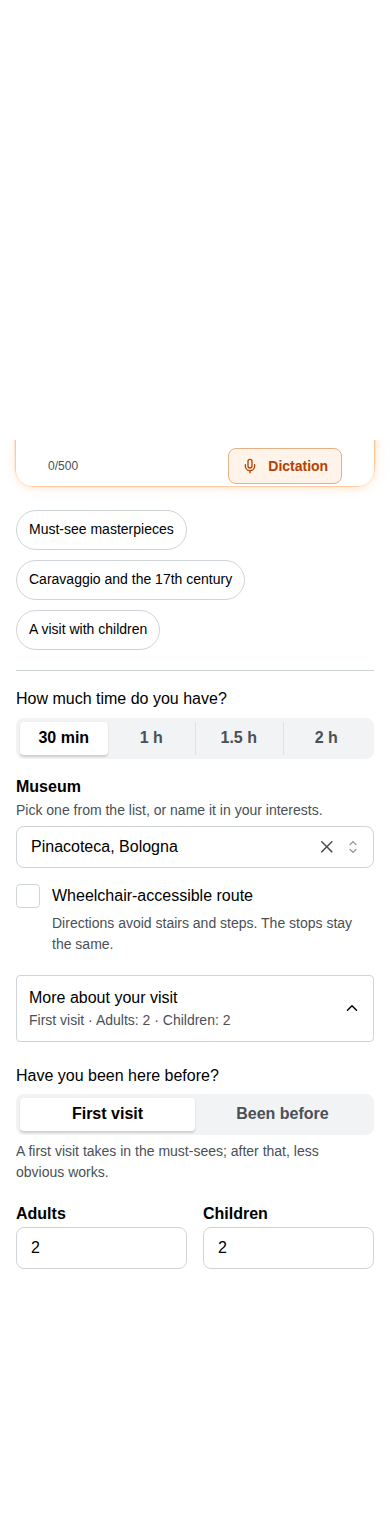 0/500
Dictation
Must-see masterpieces
Caravaggio and the 17th century
A visit with children
How much time do you have?
30 min
1 h
1.5 h
2 h
Museum
Pick one from the list, or name it in your interests.
Pinacoteca, Bologna
Wheelchair-accessible route
Directions avoid stairs and steps. The stops stay
the same.
More about your visit
First visit · Adults: 2 · Children: 2
Have you been here before?
First visit
Been before
A first visit takes in the must-sees; after that, less
obvious works.
Adults
Children
2
2